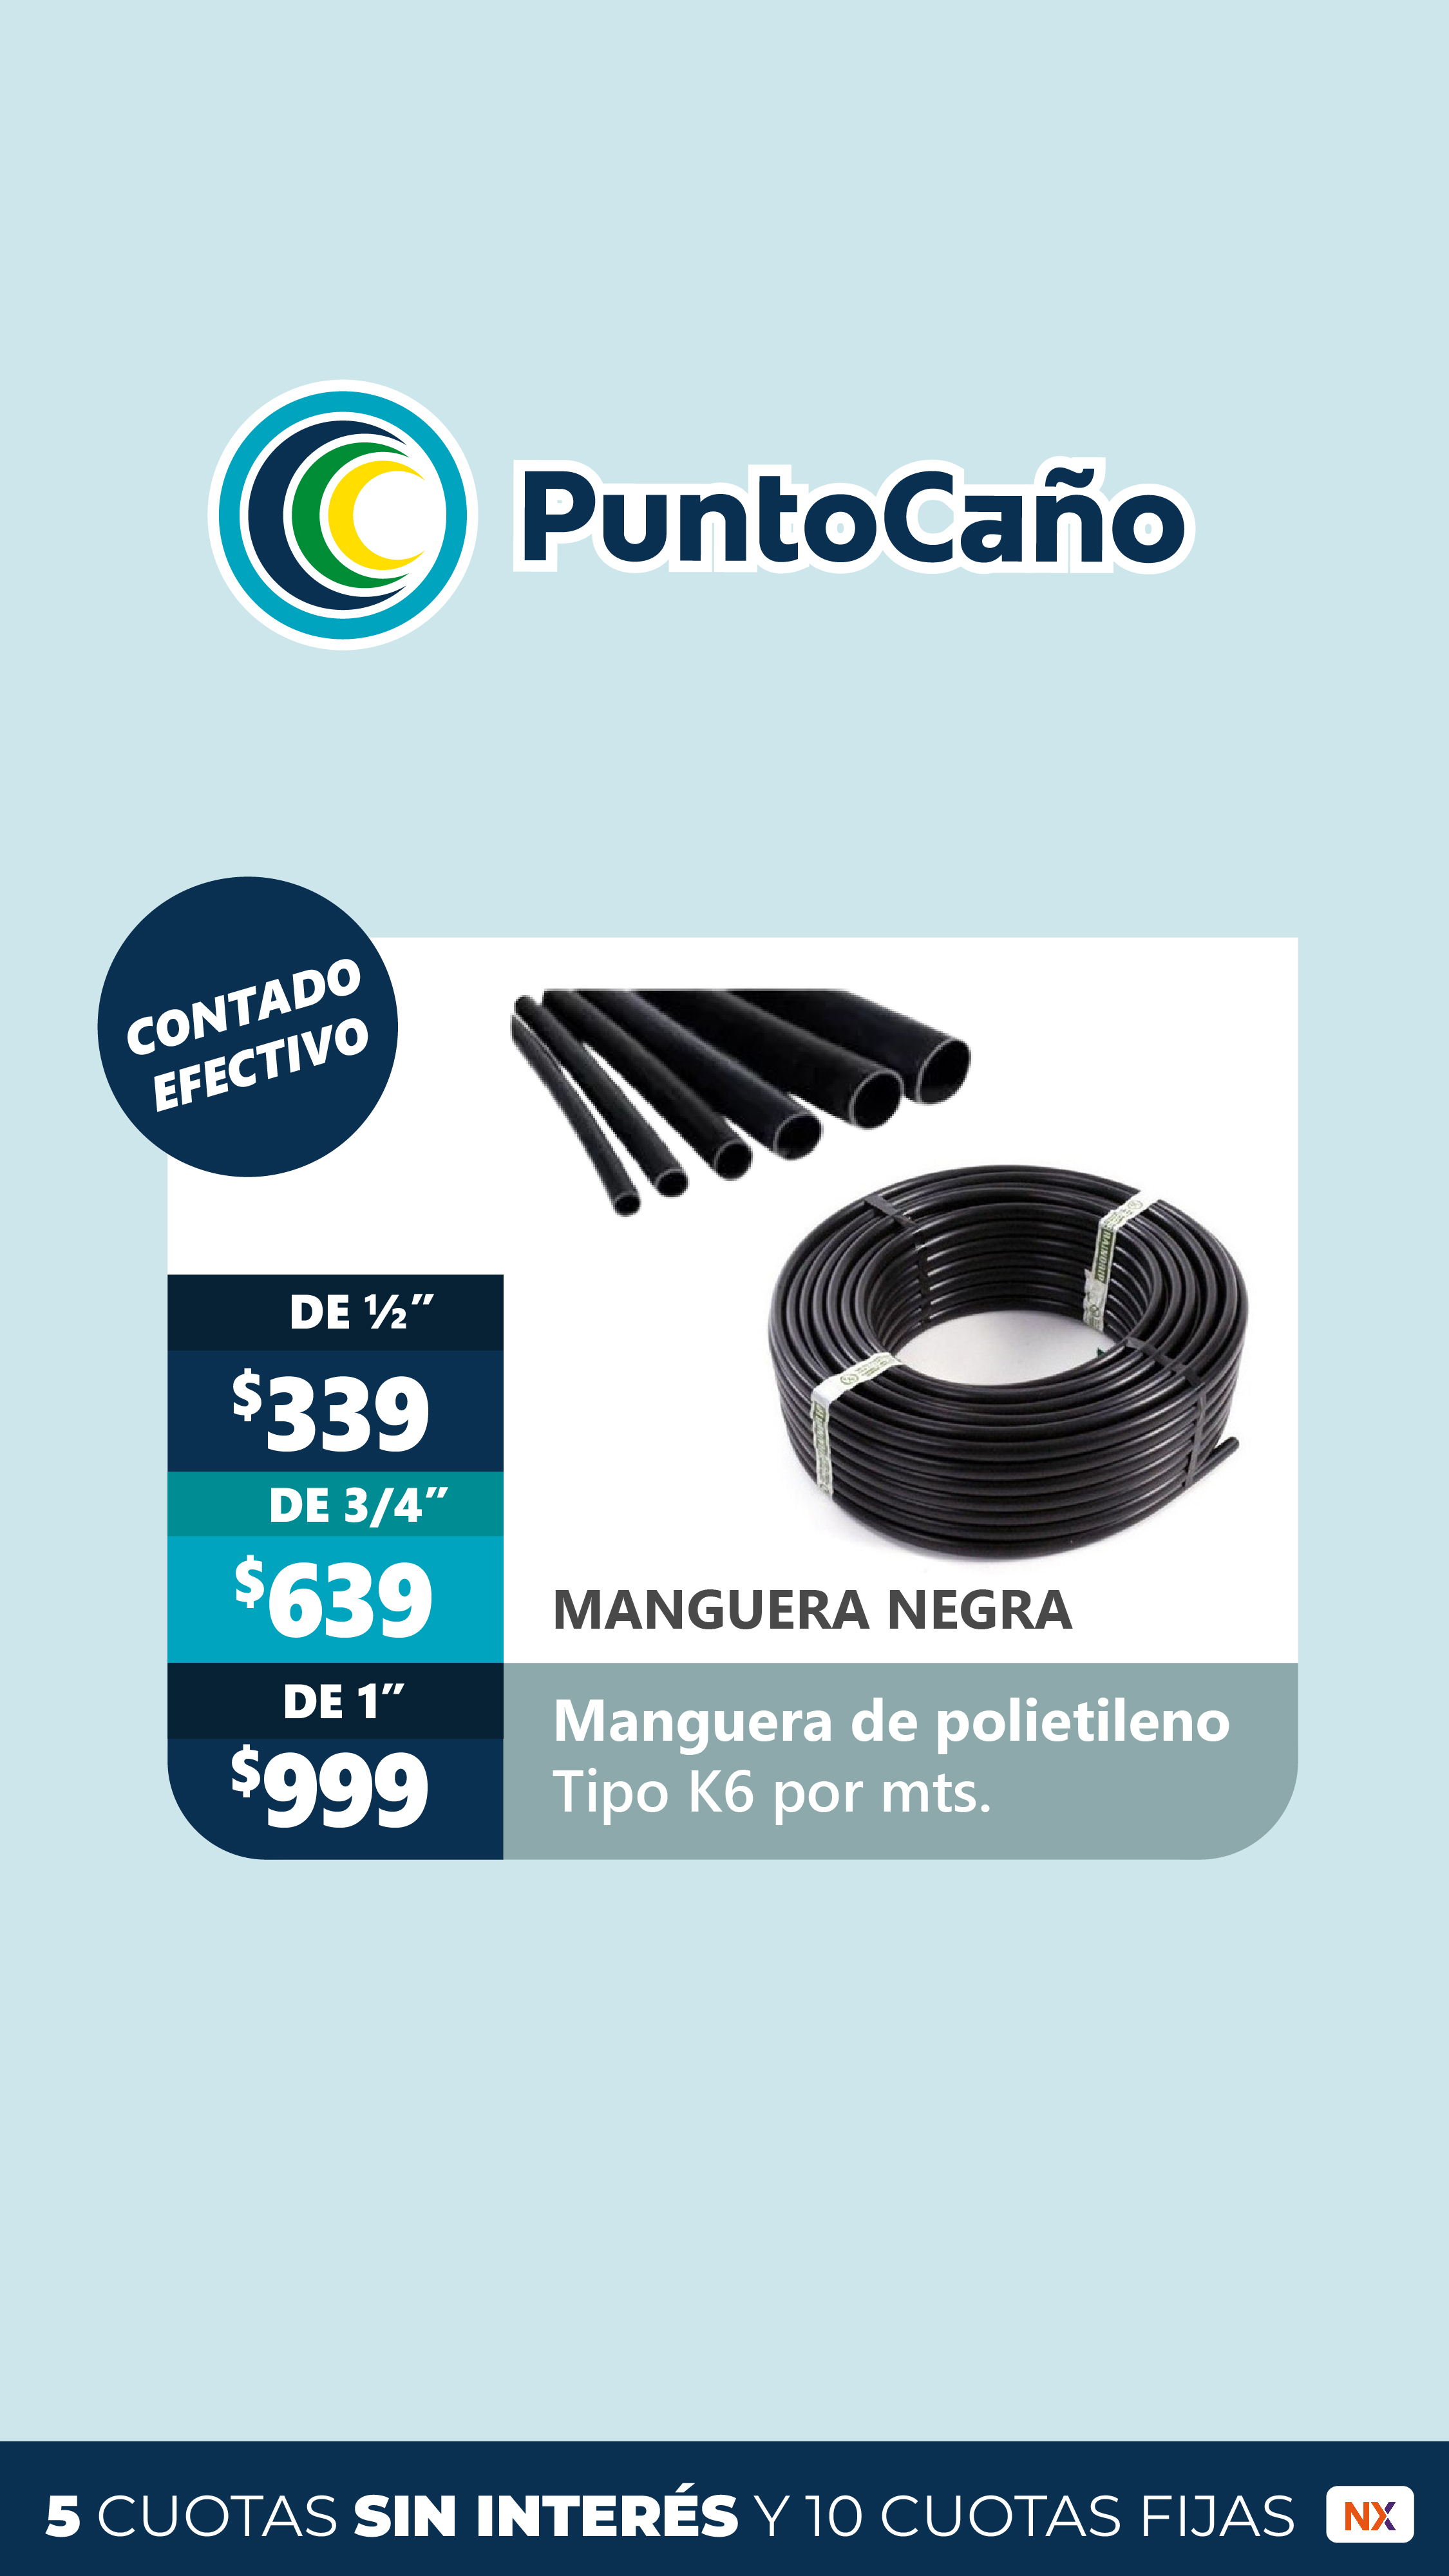 PuntoCaño
CONTADO
EFECTIVO
DE ½”
$339
DE 3/4”
$639
DE 1”
$999
MANGUERA NEGRA
Manguera de polietileno
Tipo K6 por mts.
5 CUOTAS SIN INTERÉS Y 10 CUOTAS FIJAS NX